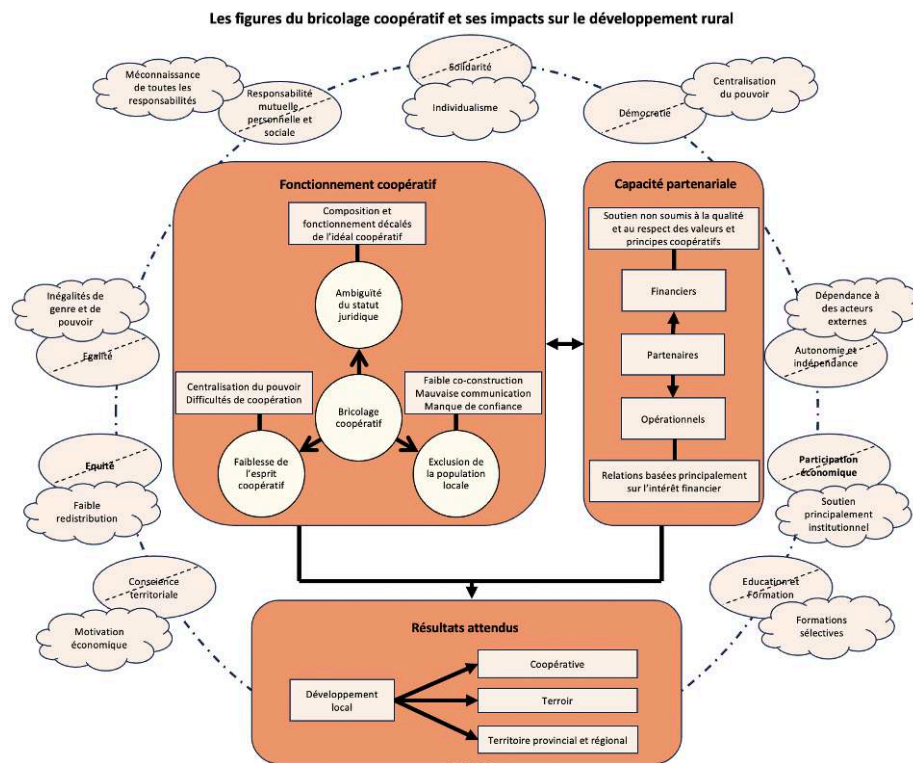 Les figures du bricolage coopératif et ses impacts sur le développement rural
Méconnaissance
de toutes les
responsabilités
Responsabilité
mutuelle,
personnelle et
sociale
Solidarité
Individualisme
Démocratie
Centralisation
du pouvoir
Fonctionnement coopératif
Composition et
fonctionnement décalés
de l'idéal coopératif
Ambiguïté
du statut
juridique
Centralisation du pouvoir
Difficultés de coopération
Bricolage
coopératif
Faible co-construction
Mauvaise communication
Manque de confiance
Faiblesse de
l'esprit
coopératif
Exclusion de
la population
locale
Capacité partenariale
Soutien non soumis à la qualité
et au respect des valeurs et
principes coopératifs
Financiers
Partenaires
Opérationnels
Relations basées principalement
sur l'intérêt financier
Inégalités de
genre et de
pouvoir
Egalité
Dépendance à
des acteurs
externes
Autonomie et
indépendance
Equité
Faible
redistribution
Participation
économique
Soutien
principalement
institutionnel
Conscience
territoriale
Motivation
économique
Education et
Formation
Formations
sélectives
Résultats attendus
Développement
local
Coopérative
Terroir
Territoire provincial et régional